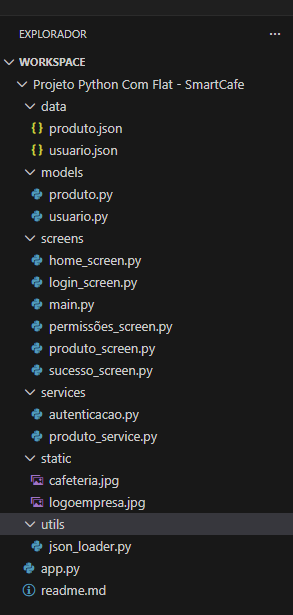 EXPLORADOR
WORKSPACE
Projeto Python Com Flat - SmartCafe
data
produto.json
usuario.json
models
produto.py
usuario.py
screens
home_screen.py
login_screen.py
main.py
permissões_screen.py
produto_screen.py
sucesso_screen.py
services
autenticacao.py
produto_service.py
static
cafeteria.jpg
logoempresa.jpg
utils
json_loader.py
app.py
readme.md